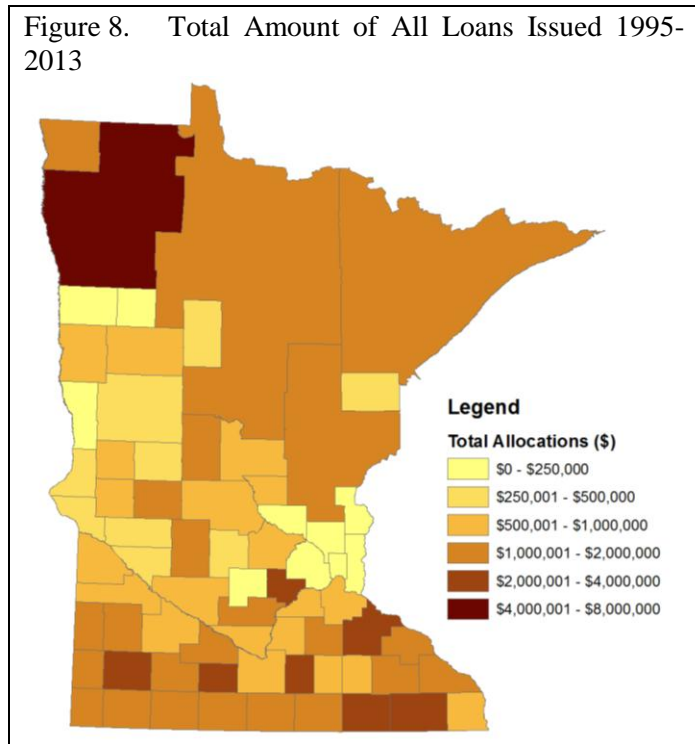 Figure 8. Total Amount of All Loans Issued 1995-
2013
Legend
Total Allocations ($)
$0 - $250,000
$250,001 - $500,000
$500,001 - $1,000,000
$1,000,001 - $2,000,000
$2,000,001 - $4,000,000
$4,000,001 - $8,000,000